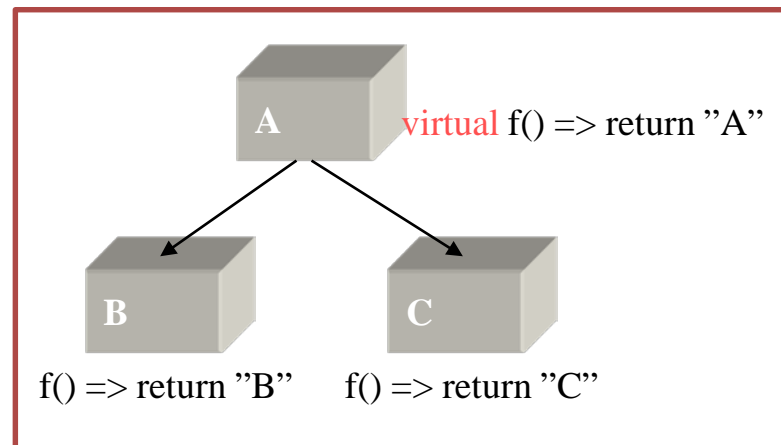 A
virtual f() => return ”A”
B
C
f() => return ”B”
f() => return ”C”